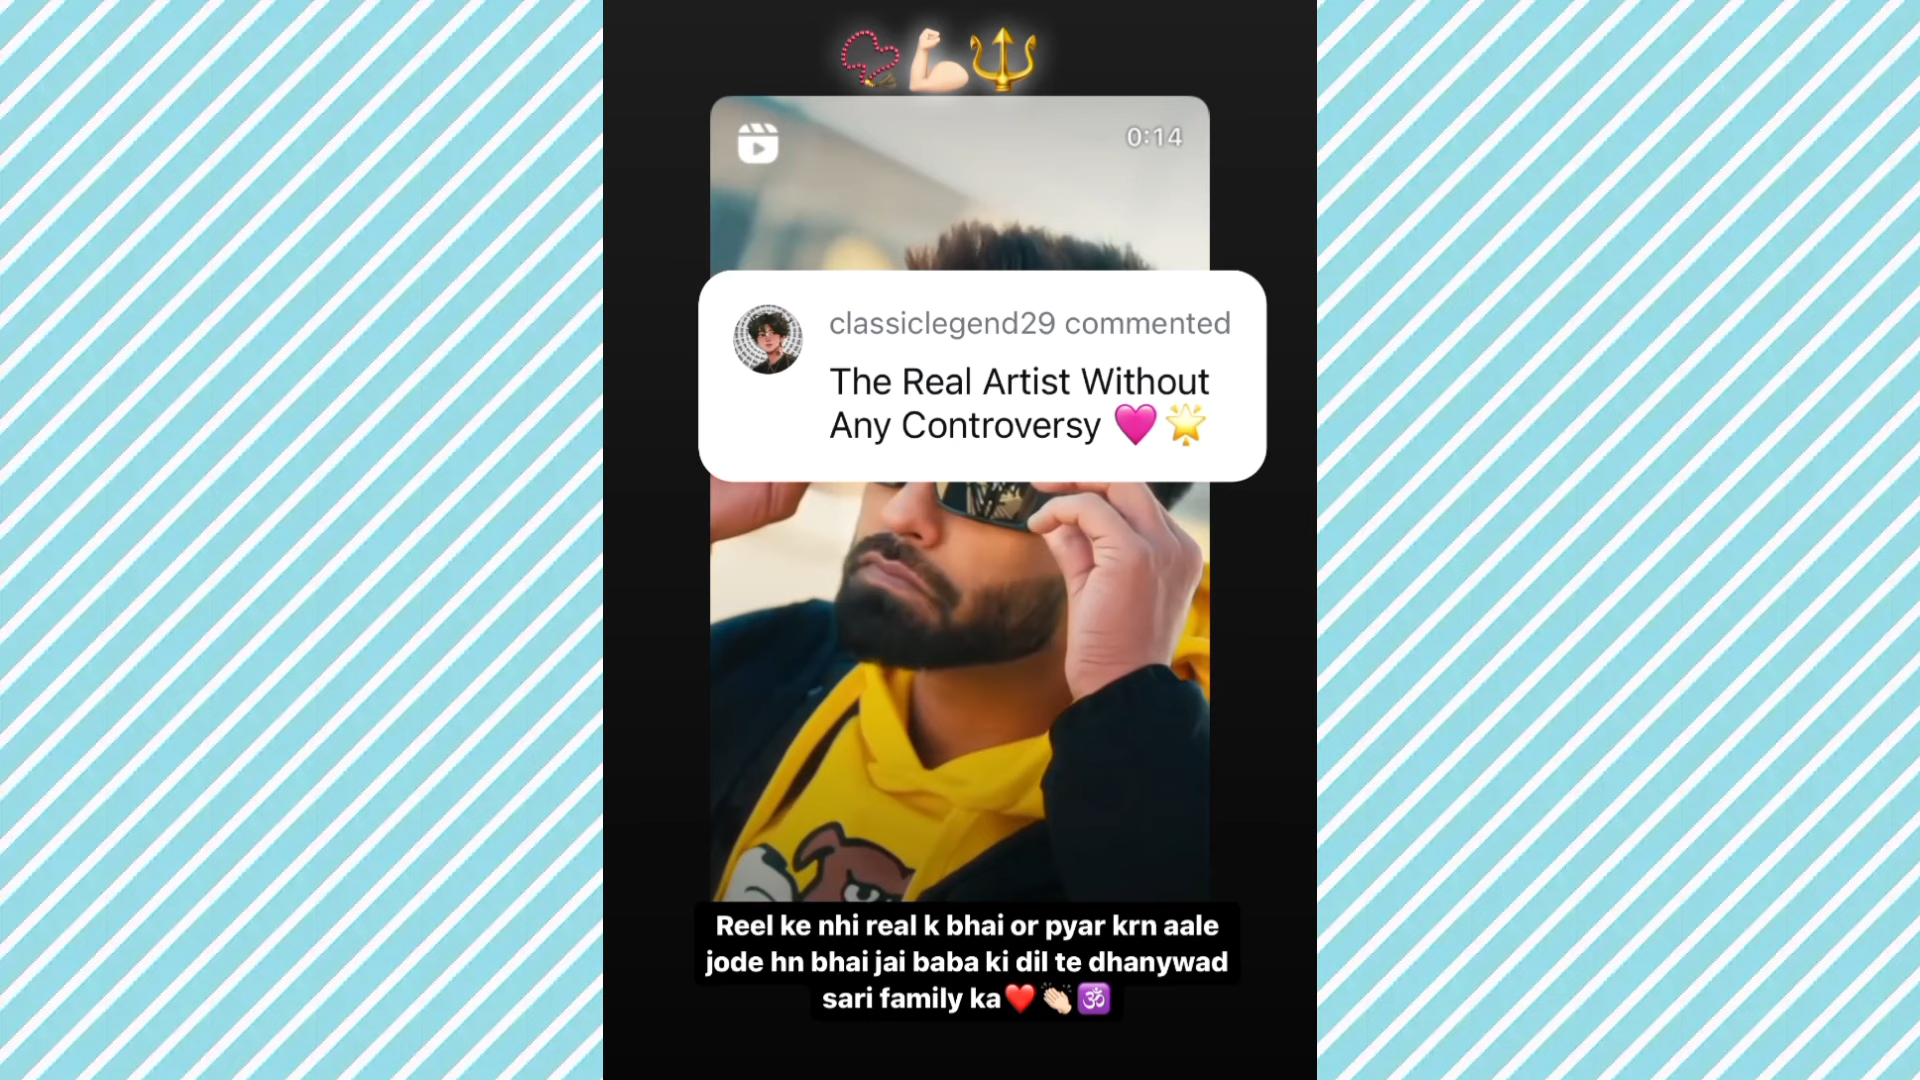 0:14
classiclegend29 commented
The Real Artist Without
Any Controversy 🩷🌟
Reel ke nhi real k bhai or pyar krn aale
jode hn bhai jai baba ki dil te dhanywad
sari family ka❤️👏🏻🕉️